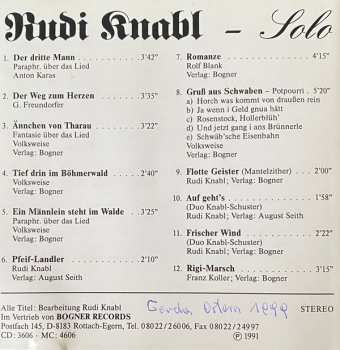 Rudi Knabl – Solo
1. Der dritte Mann 3'42"
Paraphr. über das Lied
Anton Karas
2. Der Weg zum Herzen 3'35"
G. Freundorfer
3. Ännchen von Tharau 3'22"
Fantasie über das Lied
Volksweise
Verlag: Bogner
4. Tief drin im Böhmerwald 2'40"
Volksweise
Verlag: Bogner
5. Ein Männlein steht im Walde 3'25"
Paraphr. über das Lied
Volksweise
Verlag: Bogner
6. Pfeif-Landler 2'10"
Rudi Knabl
Verlag: August Seith
7. Romanze 4'15"
Rolf Blank
Verlag: Bogner
8. Gruß aus Schwaben – Potpourri 5'20"
a) Horch was kommt von draußen rein
b) Ja wenn i Geld gnua hätt
c) Rosenstock, Hollerblüh'
d) Und jetzt gang i ans Brünnerle
e) Schwäb'sche Eisenbahn
Volksweise
Verlag: Bogner
9. Flotte Geister (Mantelzither) 2'00"
Rudi Knabl; Verlag: Bogner
10. Auf geht's 1'58"
(Duo Knabl-Schuster)
Rudi Knabl; Verlag: August Seith
11. Frischer Wind 2'22"
(Duo Knabl-Schuster)
Rudi Knabl; Verlag: Bogner
12. Rigi-Marsch 3'15"
Franz Koller; Verlag: Bogner
Alle Titel: Bearbeitung Rudi Knabl
Im Vertrieb von BOGNER RECORDS
Postfach 145, D-8183 Rottach-Egern, Tel. 08022/26006, Fax 08022/24997
CD: 3606 - MC: 4606
Gerda Ostern 1999
STEREO
℗ 1991